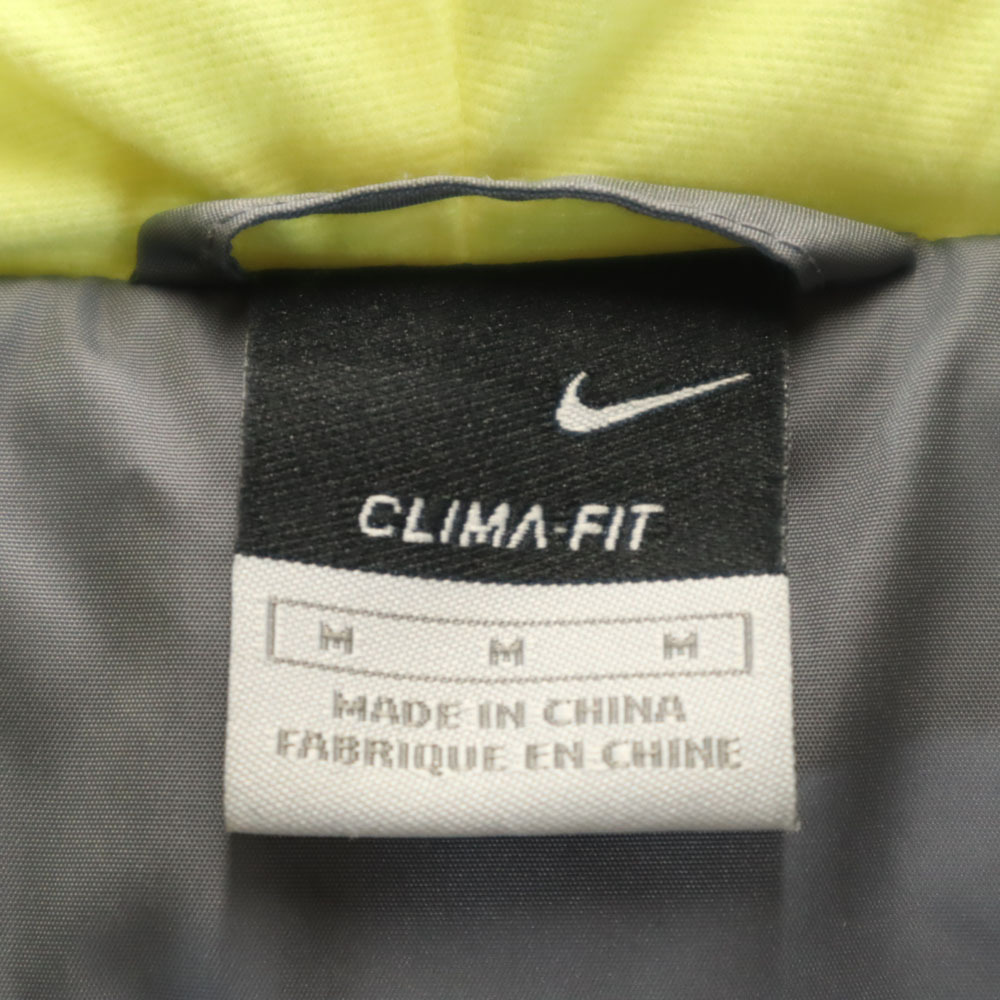 CLIMA-FIT
M M M
MADE IN CHINA
FABRIQUE EN CHINE